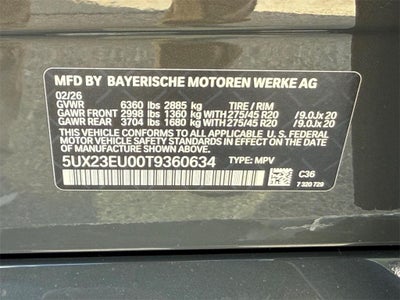 MFD BY BAYERISCHE MOTOREN WERKE AG
02/26
GVWR 6360 lbs 2885 kg TIRE / RIM
GAWR FRONT 2998 lbs 1360 kg WITH 275/45 R20 / 9.0Jx 20
GAWR REAR 3704 lbs 1680 kg WITH 275/45 R20 / 9.0Jx 20
THIS VEHICLE CONFORMS TO ALL APPLICABLE U. S. FEDERAL
MOTOR VEHICLE SAFETY STANDARDS IN EFFECT ON THE
DATE OF MANUFACTURE SHOWN ABOVE.
5UX23EU00T9360634 TYPE: MPV
C36
7 320 729